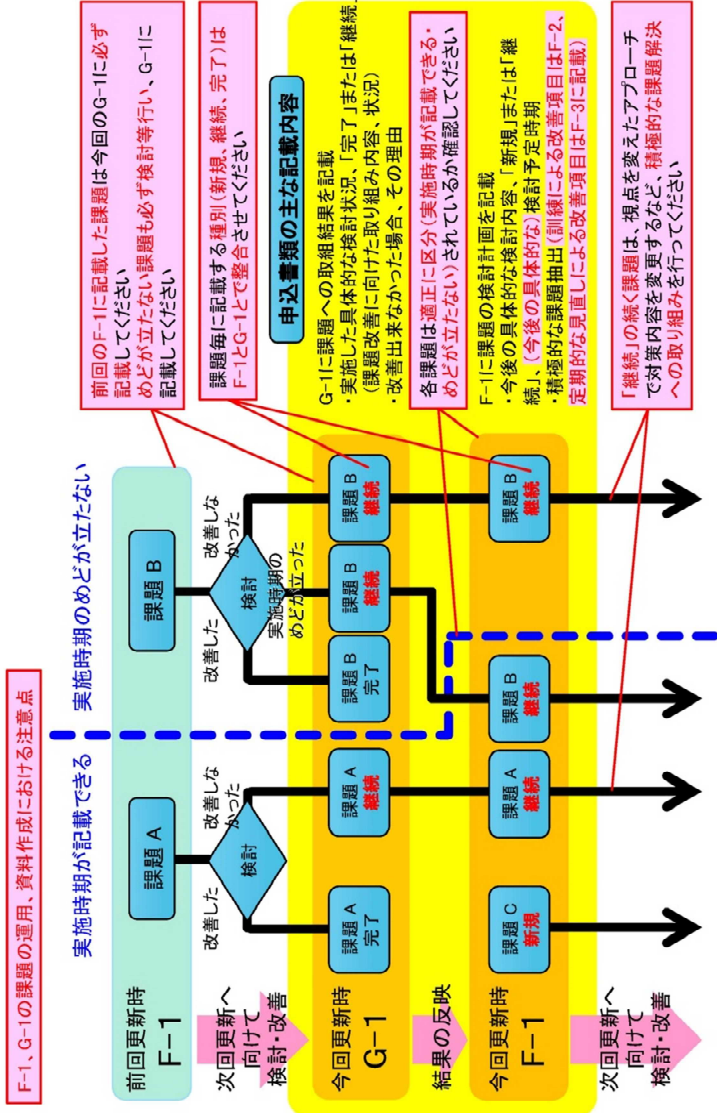 F-1、G-1の課題の運用、資料作成における注意点
実施時期が記載できる
実施時期のめどが立たない
前回更新時
F-1
課題 A
課題 B
次回更新へ
向けて
検討・改善
改善した
検討
改善しな
かった
改善した
検討
改善しな
かった
実施時期の
めどが立った
今回更新時
G-1
課題 A
完了
課題 A
継続
課題 B
完了
課題 B
継続
課題 B
継続
結果の反映
今回更新時
F-1
課題 C
新規
課題 A
継続
課題 B
継続
課題 B
継続
次回更新へ
向けて
検討・改善
前回のF-1に記載した課題は今回のG-1に必ず
記載してください
めどが立たない課題も必ず検討等行い、G-1に
記載してください
課題毎に記載する種別(新規、継続、完了)は
F-1とG-1とで整合させてください
申込書類の主な記載内容
G-1に課題への取組結果を記載
・実施した具体的な検討状況、「完了」または「継続」
(課題改善に向けた取り組み内容、状況)
・改善出来なかった場合、その理由
各課題は適正に区分(実施時期が記載できる・
めどが立たない)されているか確認してください
F-1に課題の検討計画を記載
・今後の具体的な検討内容、「新規」または「継
続」、(今後の具体的な)検討予定時期
・積極的な課題抽出(訓練による改善項目はF-2、
定期的な見直しによる改善項目はF-3に記載)
「継続」の続く課題は、視点を変えたアプローチ
で対策内容を変更するなど、積極的な課題解決
への取り組みを行ってください